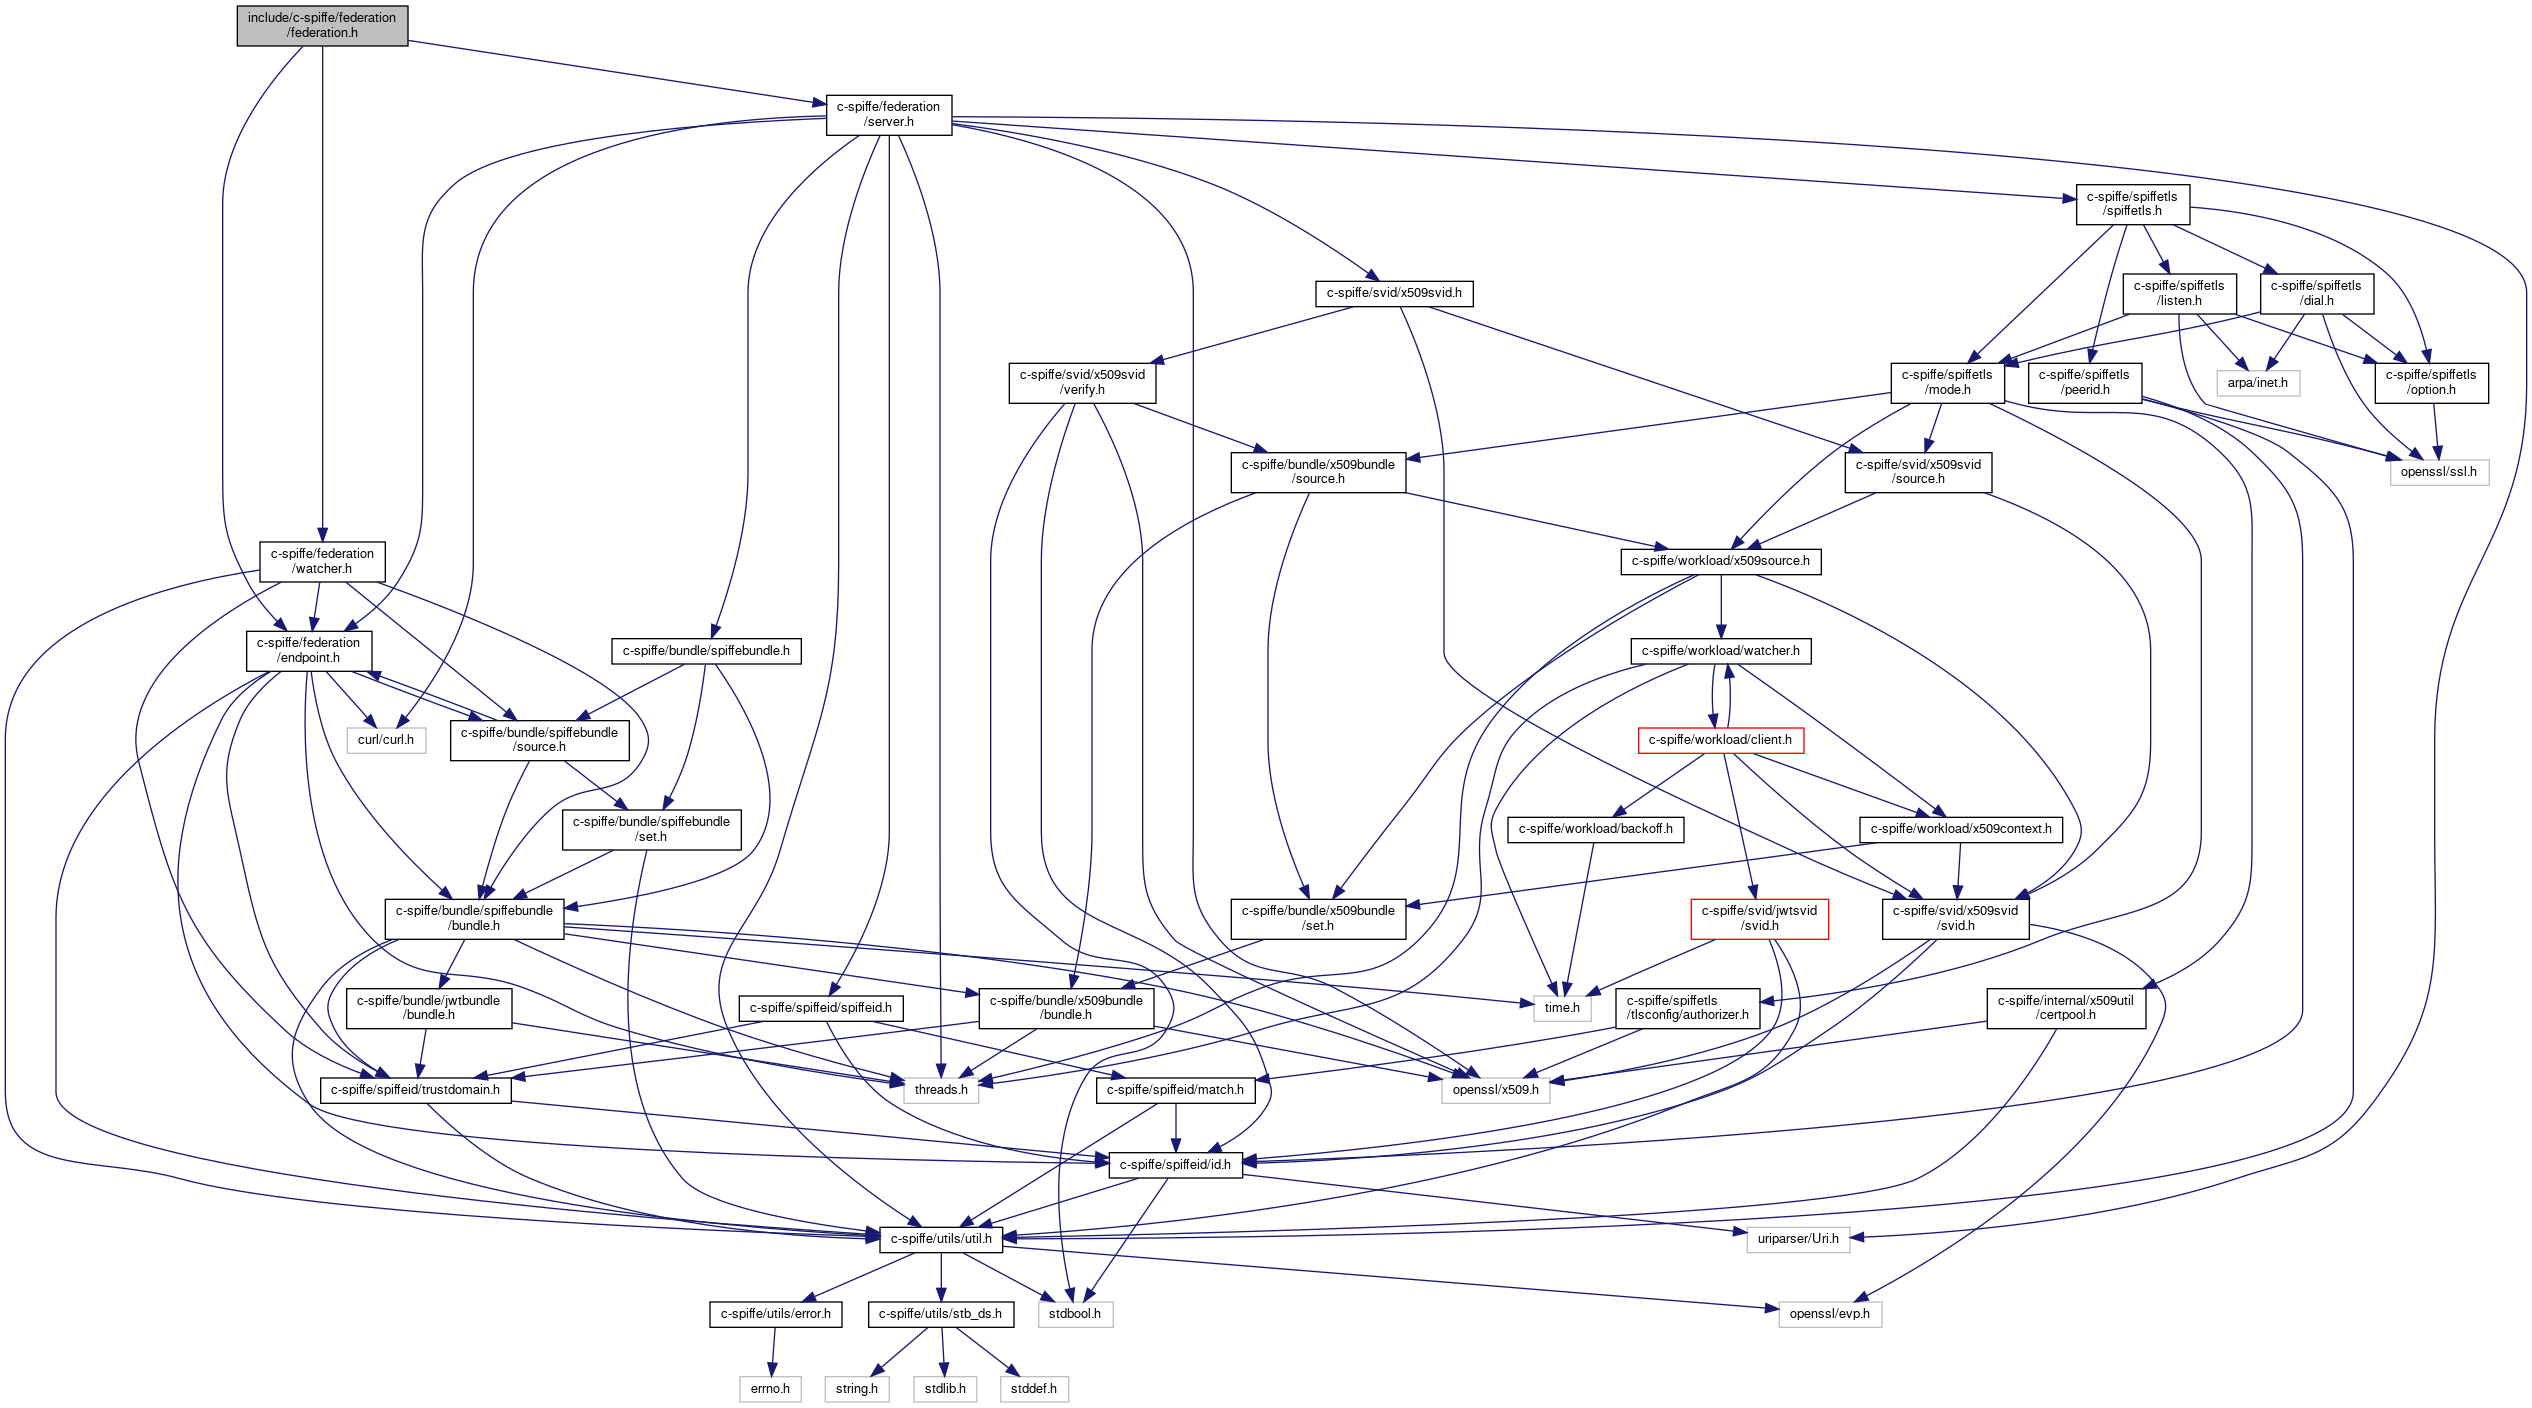 include/c-spiffe/federation
/federation.h
c-spiffe/federation
/server.h
c-spiffe/spiffetls
/spiffetls.h
c-spiffe/svid/x509svid.h
c-spiffe/spiffetls
/listen.h
c-spiffe/spiffetls
/dial.h
c-spiffe/svid/x509svid
/verify.h
c-spiffe/spiffetls
/mode.h
c-spiffe/spiffetls
/peerid.h
arpa/inet.h
c-spiffe/spiffetls
/option.h
c-spiffe/bundle/x509bundle
/source.h
c-spiffe/svid/x509svid
/source.h
openssl/ssl.h
c-spiffe/federation
/watcher.h
c-spiffe/workload/x509source.h
c-spiffe/federation
/endpoint.h
c-spiffe/bundle/spiffebundle.h
c-spiffe/workload/watcher.h
curl/curl.h
c-spiffe/bundle/spiffebundle
/source.h
c-spiffe/workload/client.h
c-spiffe/bundle/spiffebundle
/set.h
c-spiffe/workload/backoff.h
c-spiffe/workload/x509context.h
c-spiffe/bundle/spiffebundle
/bundle.h
c-spiffe/bundle/x509bundle
/set.h
c-spiffe/svid/jwtsvid
/svid.h
c-spiffe/svid/x509svid
/svid.h
c-spiffe/bundle/jwtbundle
/bundle.h
c-spiffe/spiffeid/spiffeid.h
c-spiffe/bundle/x509bundle
/bundle.h
time.h
c-spiffe/spiffetls
/tlsconfig/authorizer.h
c-spiffe/internal/x509util
/certpool.h
c-spiffe/spiffeid/trustdomain.h
threads.h
c-spiffe/spiffeid/match.h
openssl/x509.h
c-spiffe/spiffeid/id.h
c-spiffe/utils/util.h
uriparser/Uri.h
c-spiffe/utils/error.h
c-spiffe/utils/stb_ds.h
stdbool.h
openssl/evp.h
errno.h
string.h
stdlib.h
stddef.h